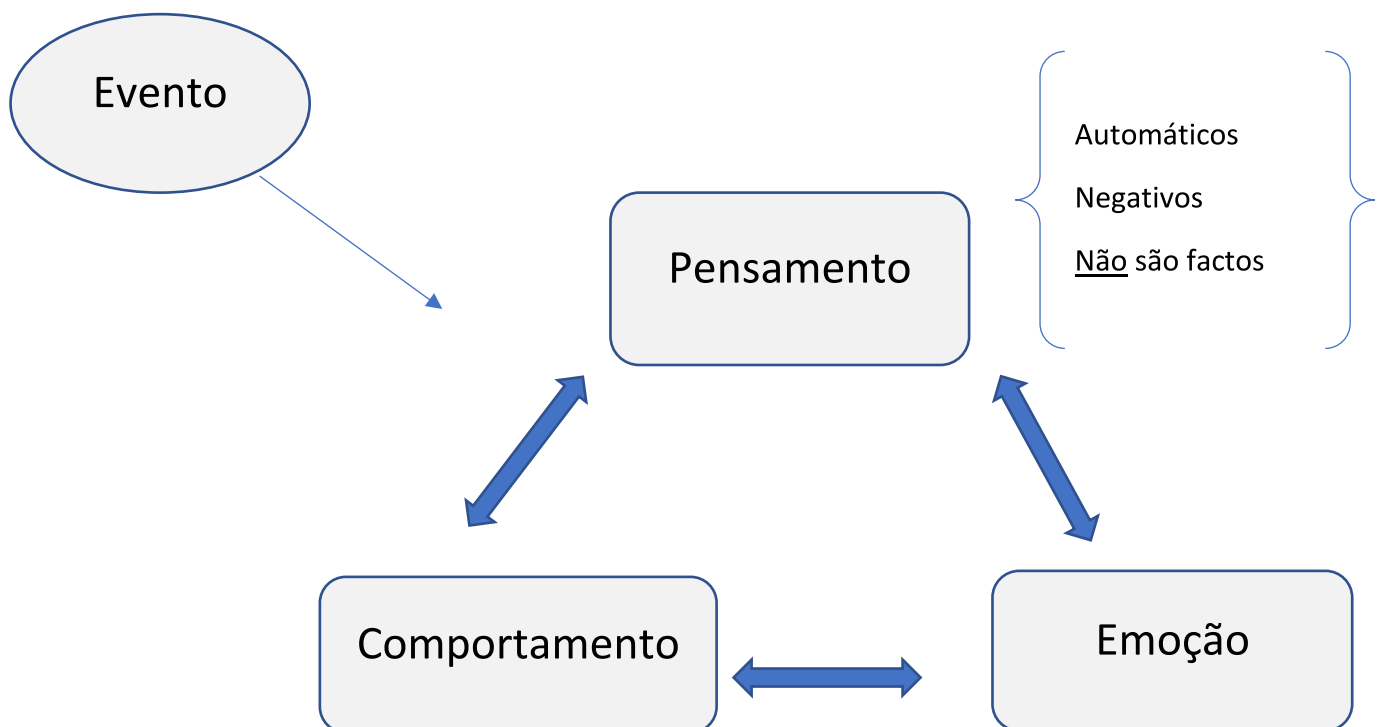 Evento
Automáticos
Negativos
Não são factos
Pensamento
Comportamento
Emoção